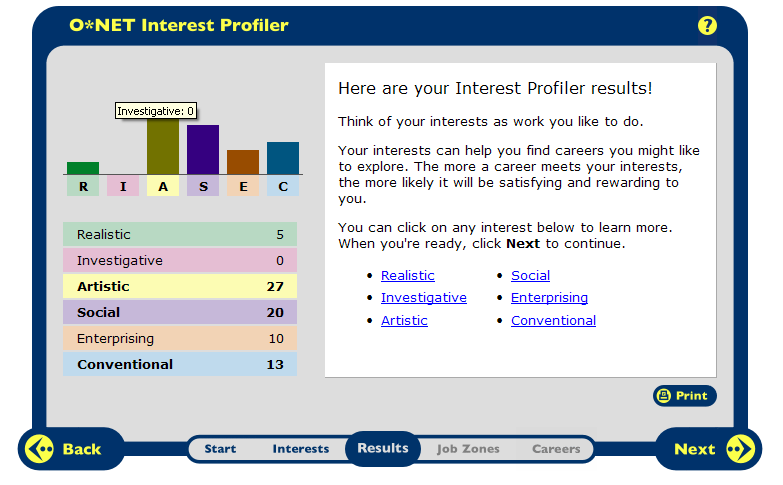 O*NET Interest Profiler
?
Investigative: 0
R I A S E C
Realistic 5
Investigative 0
Artistic 27
Social 20
Enterprising 10
Conventional 13
Here are your Interest Profiler results!
Think of your interests as work you like to do.
Your interests can help you find careers you might like
to explore. The more a career meets your interests,
the more likely it will be satisfying and rewarding to
you.
You can click on any interest below to learn more.
When you're ready, click Next to continue.
• Realistic
• Investigative
• Artistic
• Social
• Enterprising
• Conventional
Print
Back
Start Interests Results Job Zones Careers
Next